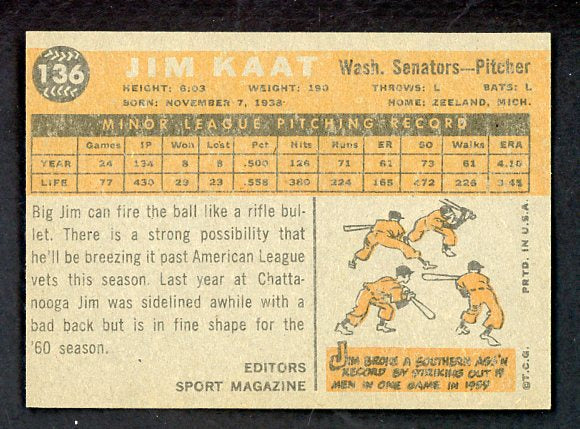 136
JIM KAAT
Wash. Senators—Pitcher
HEIGHT: 6:03 WEIGHT: 190 THROWS: L BATS: L
BORN: NOVEMBER 7, 1938 HOME: ZEELAND, MICH.
MINOR LEAGUE PITCHING RECORD
Games IP Won Lost Pct Hits Runs ER SO Walks ERA
YEAR 24 134 8 8 .500 126 71 61 73 61 4.10
LIFE 77 430 29 23 .558 380 224 165 472 226 3.45
Big Jim can fire the ball like a rifle bul-
let. There is a strong possibility that
he'll be breezing it past American League
vets this season. Last year at Chatta-
nooga Jim was sidelined awhile with a
bad back but is in fine shape for the
'60 season.
EDITORS
SPORT MAGAZINE
JIM BROKE A SOUTHERN ASS'N
RECORD BY STRIKING OUT 19
MEN IN ONE GAME IN 1959
©T.C.G. PRTD. IN U.S.A.